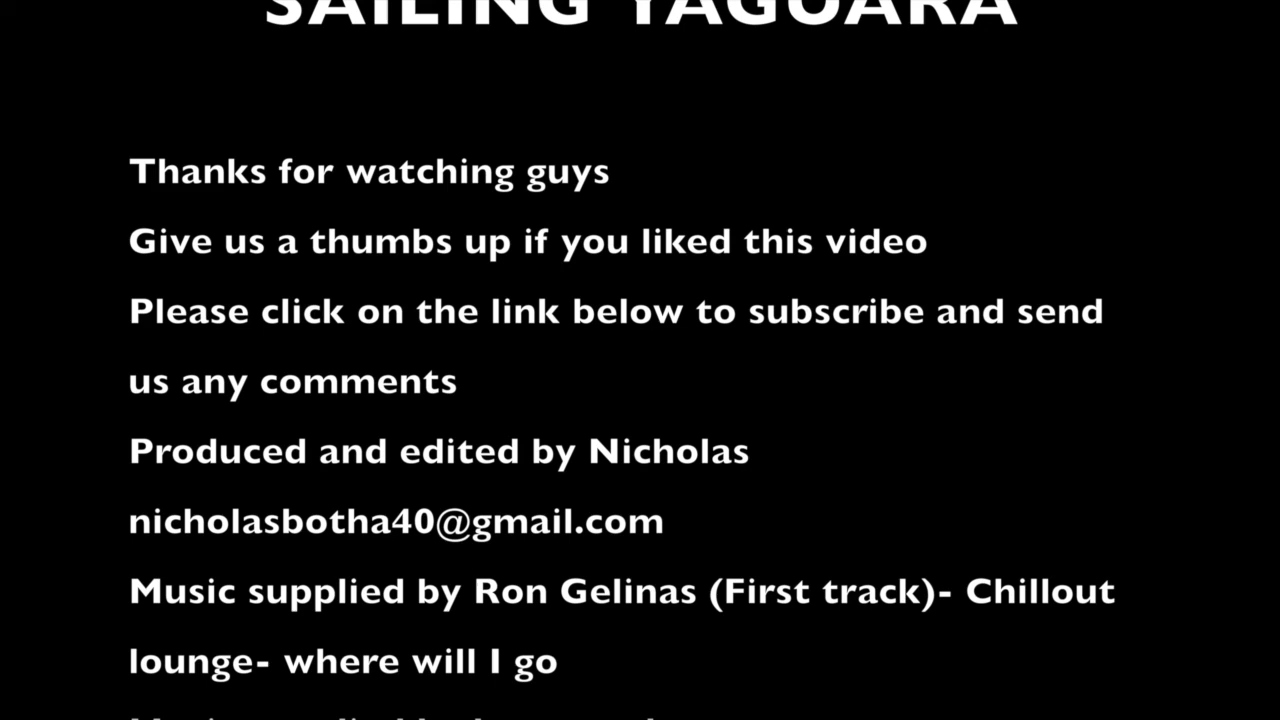 SAILING YAGUARA
Thanks for watching guys
Give us a thumbs up if you liked this video
Please click on the link below to subscribe and send
us any comments
Produced and edited by Nicholas
nicholasbotha40@gmail.com
Music supplied by Ron Gelinas (First track)- Chillout
lounge- where will I go